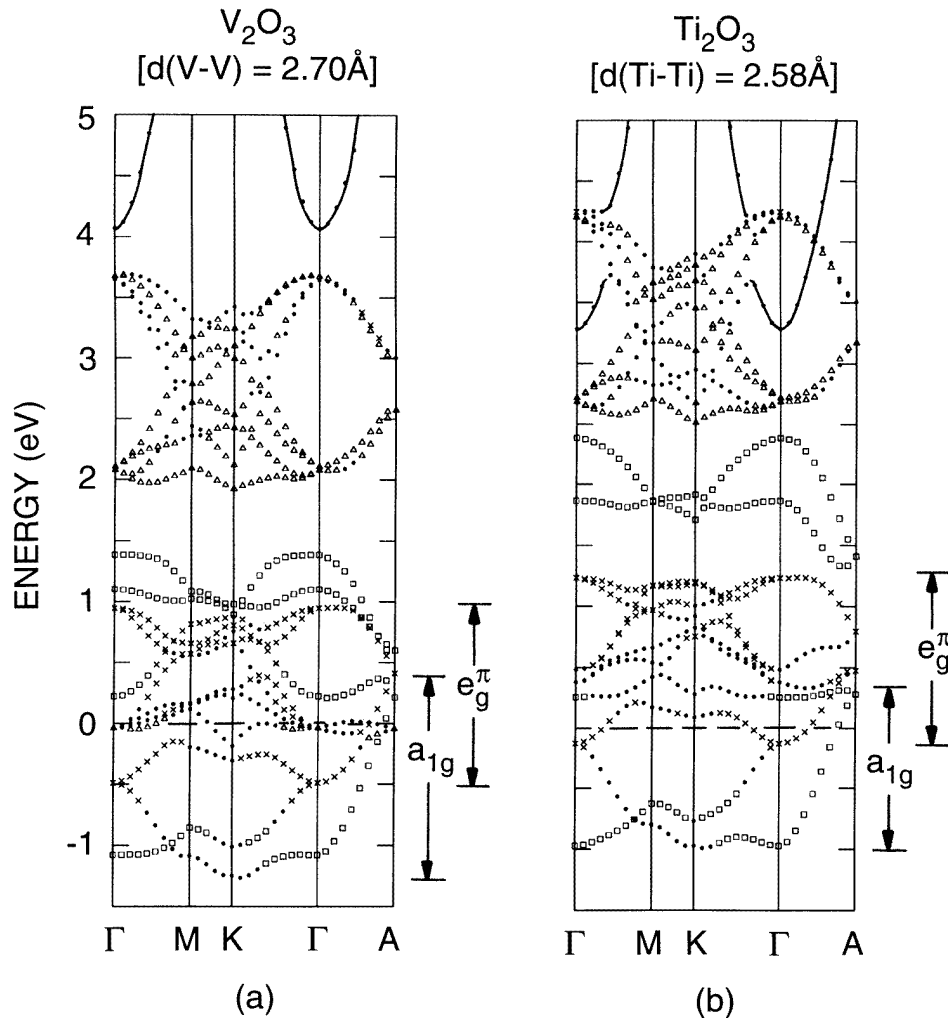 V₂O₃
[d(V-V) = 2.70Å]
Ti₂O₃
[d(Ti-Ti) = 2.58Å]
ENERGY (eV)
5
4
3
2
1
0
-1
a₁g
e_g^π
a₁g
e_g^π
Γ M K Γ A
Γ M K Γ A
(a)
(b)